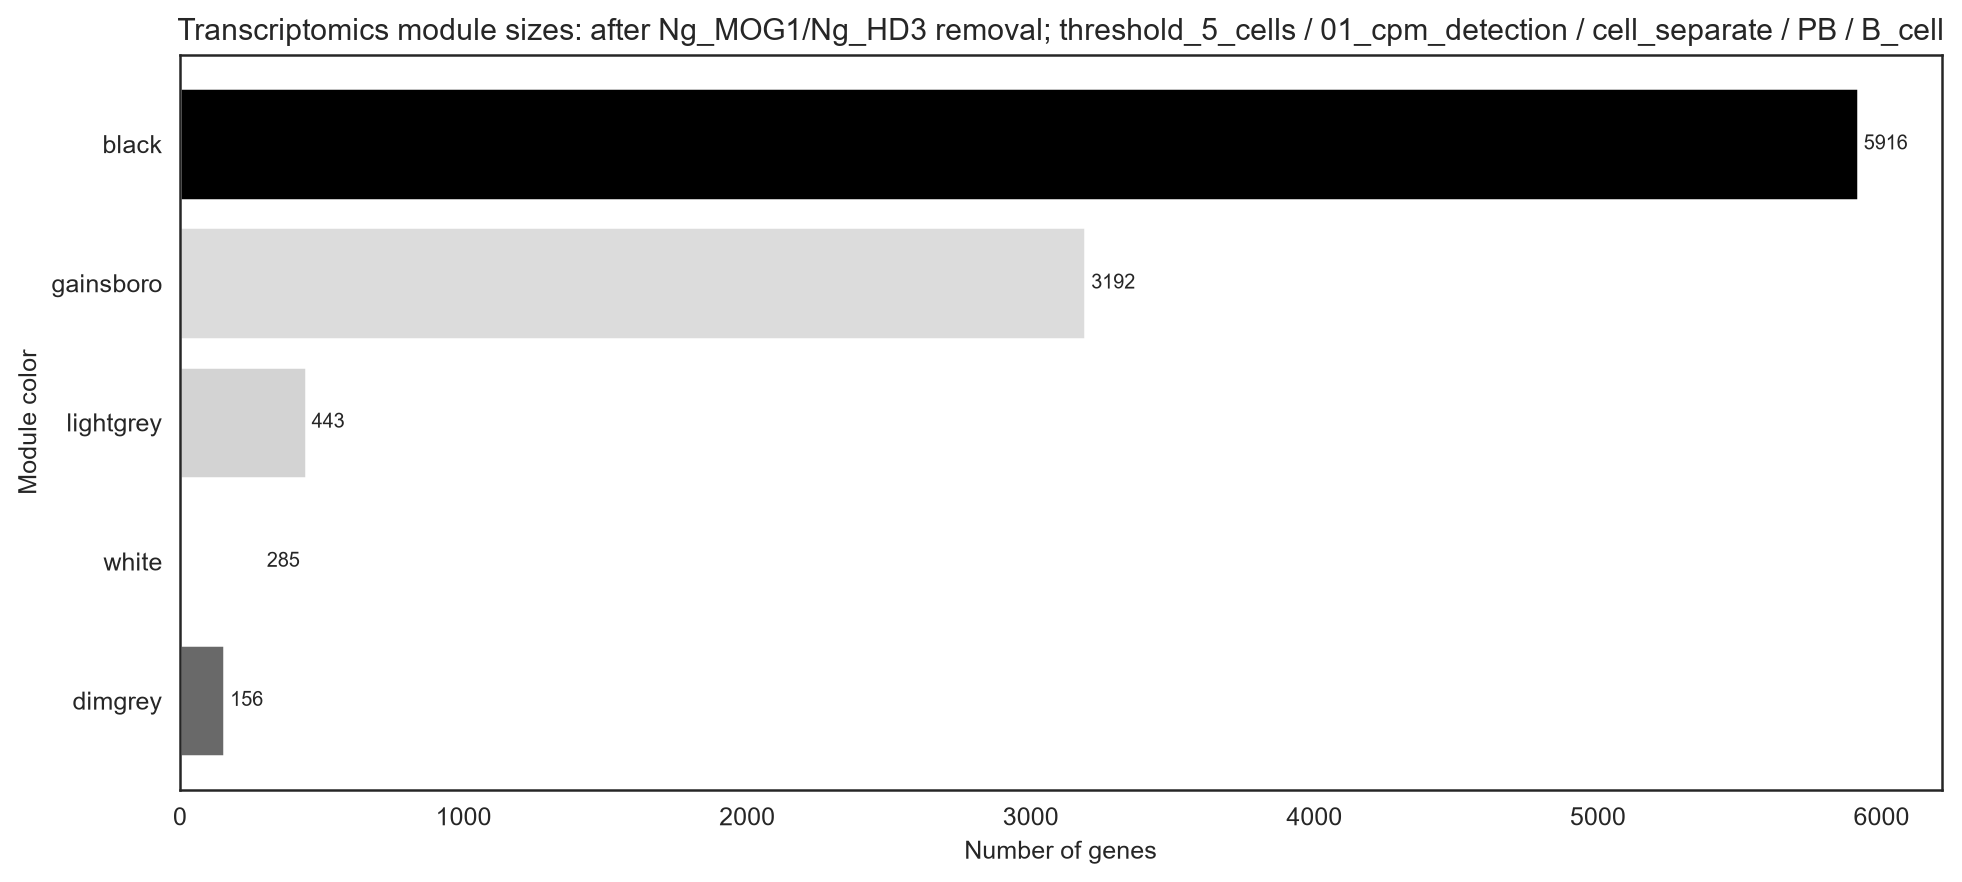 Transcriptomics module sizes: after Ng_MOG1/Ng_HD3 removal; threshold_5_cells / 01_cpm_detection / cell_separate / PB / B_cell
Module color
black
5916
gainsboro
3192
lightgrey
443
white
285
dimgrey
156
0 1000 2000 3000 4000 5000 6000
Number of genes